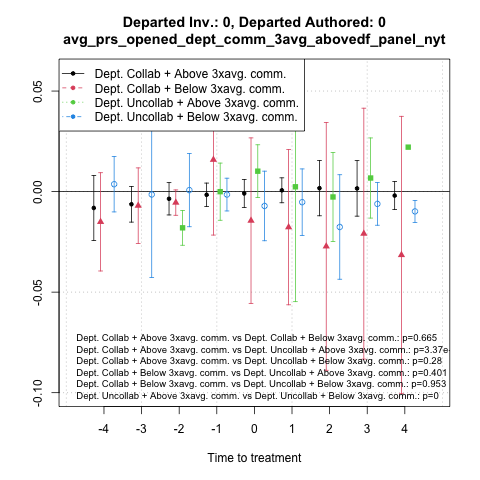 Departed Inv.: 0, Departed Authored: 0
avg_prs_opened_dept_comm_3avg_abovedf_panel_nyt
Dept. Collab + Above 3xavg. comm.
Dept. Collab + Below 3xavg. comm.
Dept. Uncollab + Above 3xavg. comm.
Dept. Uncollab + Below 3xavg. comm.
0.05
0.00
-0.05
-0.10
Dept. Collab + Above 3xavg. comm. vs Dept. Collab + Below 3xavg. comm.: p=0.665
Dept. Collab + Above 3xavg. comm. vs Dept. Uncollab + Above 3xavg. comm.: p=3.37e-
Dept. Collab + Above 3xavg. comm. vs Dept. Uncollab + Below 3xavg. comm.: p=0.28
Dept. Collab + Below 3xavg. comm. vs Dept. Uncollab + Above 3xavg. comm.: p=0.401
Dept. Collab + Below 3xavg. comm. vs Dept. Uncollab + Below 3xavg. comm.: p=0.953
Dept. Uncollab + Above 3xavg. comm. vs Dept. Uncollab + Below 3xavg. comm.: p=0
-4 -3 -2 -1 0 1 2 3 4
Time to treatment